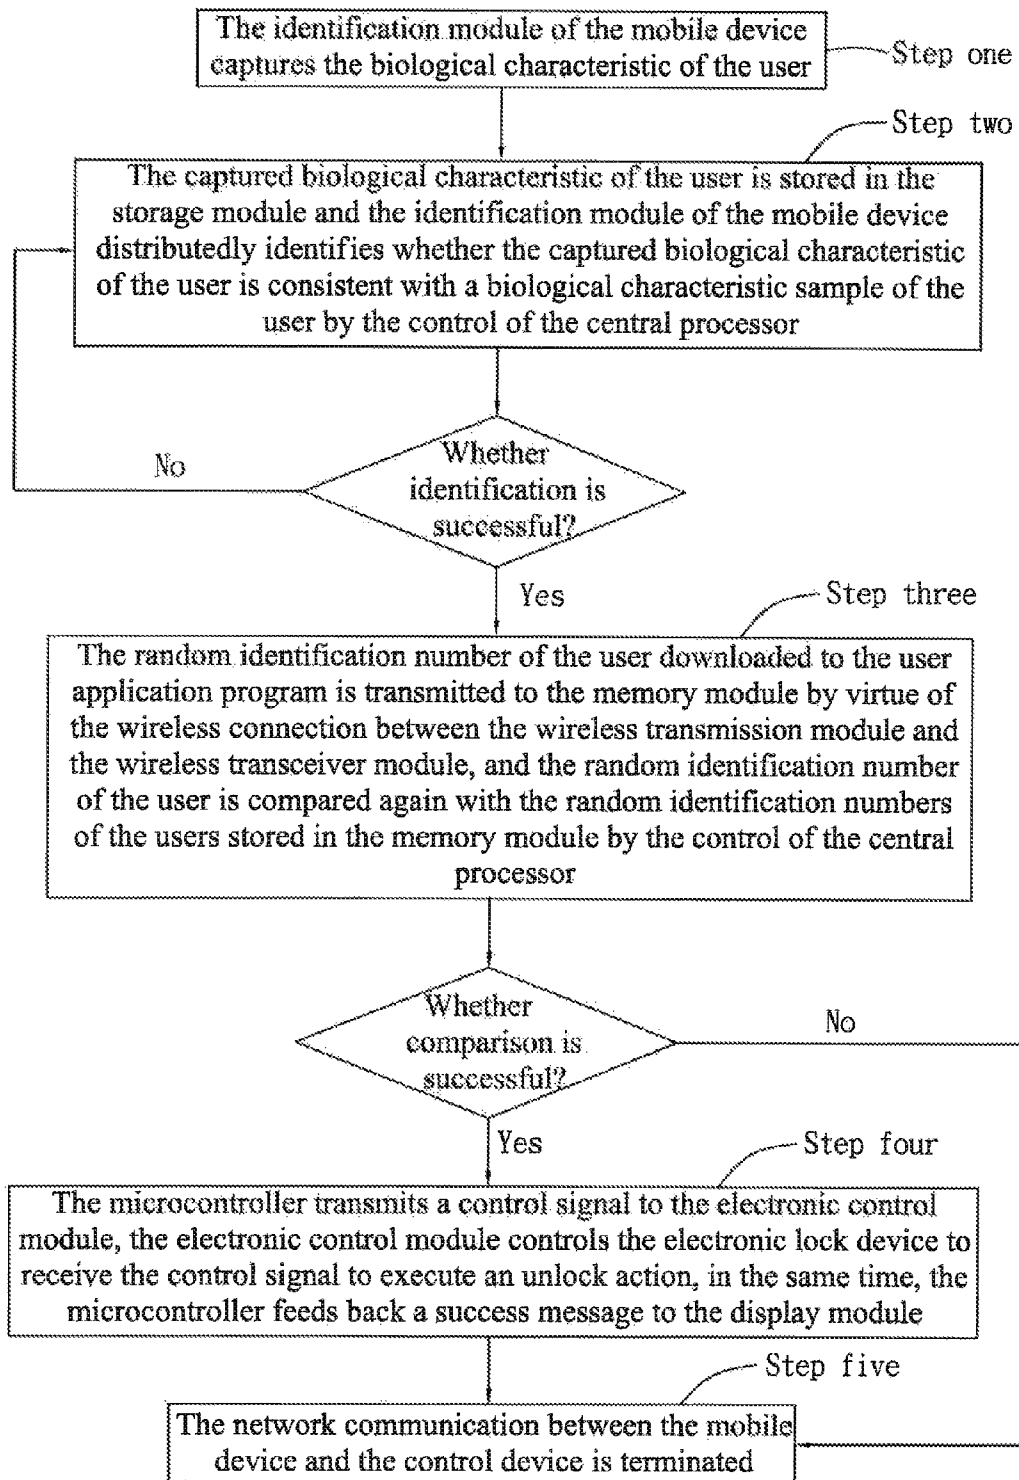 The identification module of the mobile device
captures the biological characteristic of the user
Step one
Step two
The captured biological characteristic of the user is stored in the
storage module and the identification module of the mobile device
distributedly identifies whether the captured biological characteristic
of the user is consistent with a biological characteristic sample of the
user by the control of the central processor
No
Whether
identification is
successful?
Yes
Step three
The random identification number of the user downloaded to the user
application program is transmitted to the memory module by virtue of
the wireless connection between the wireless transmission module and
the wireless transceiver module, and the random identification number
of the user is compared again with the random identification numbers
of the users stored in the memory module by the control of the central
processor
Whether
comparison is
successful?
No
Yes
Step four
The microcontroller transmits a control signal to the electronic control
module, the electronic control module controls the electronic lock device to
receive the control signal to execute an unlock action, in the same time, the
microcontroller feeds back a success message to the display module
Step five
The network communication between the mobile
device and the control device is terminated